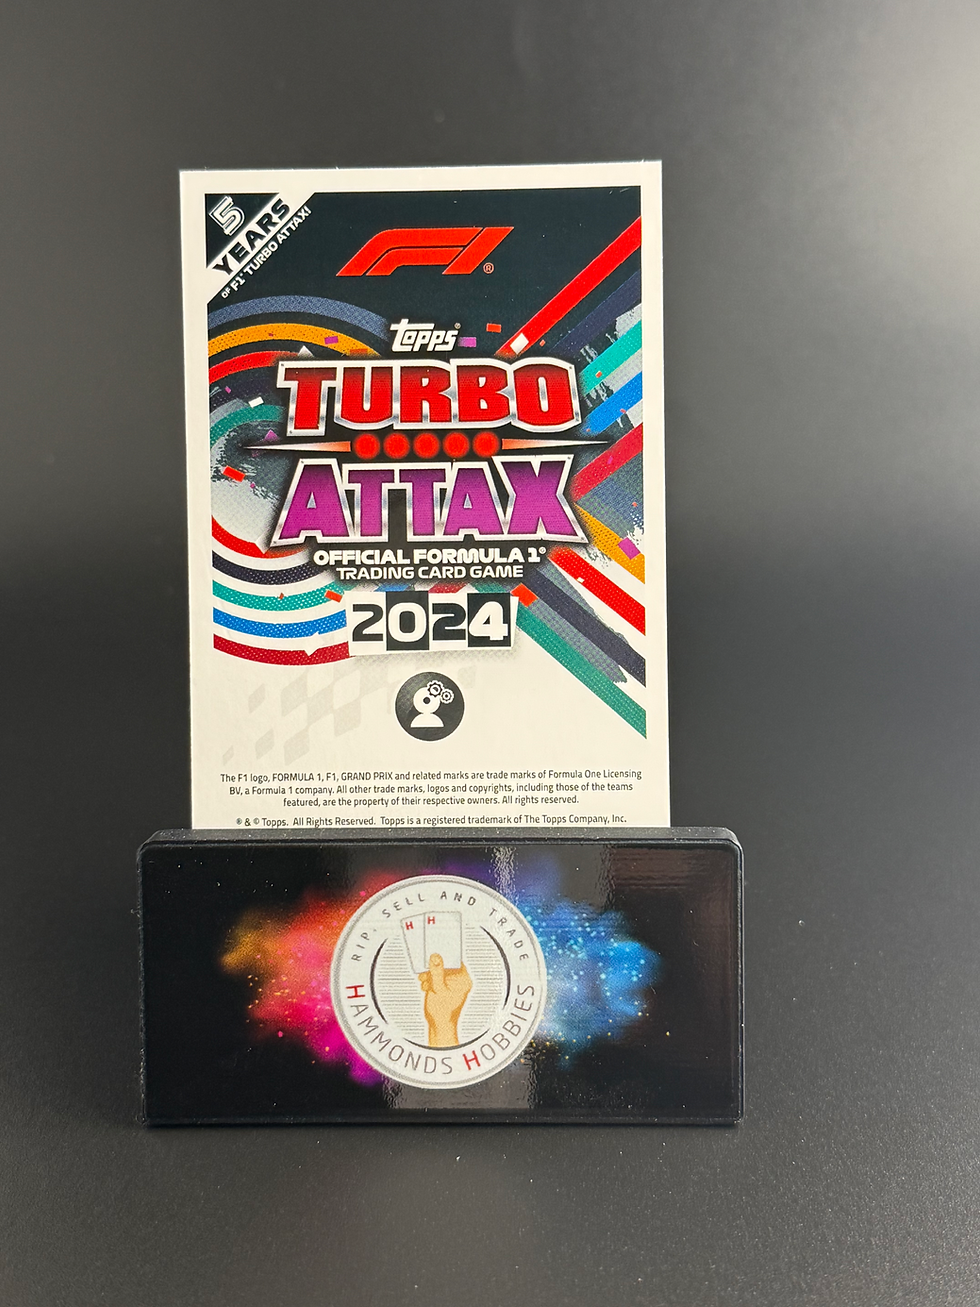 5
YEARS
OF F1® TURBO ATTAX!
F1®
Topps®
TURBO
ATTAX
OFFICIAL FORMULA 1®
TRADING CARD GAME
2024
The F1 logo, FORMULA 1, F1, GRAND PRIX and related marks are trade marks of Formula One Licensing
BV, a Formula 1 company. All other trade marks, logos and copyrights, including those of the teams
featured, are the property of their respective owners. All rights reserved.
® & © Topps. All Rights Reserved. Topps is a registered trademark of The Topps Company, Inc.
RIP, SELL AND TRADE
H H
HAMMONDS HOBBIES